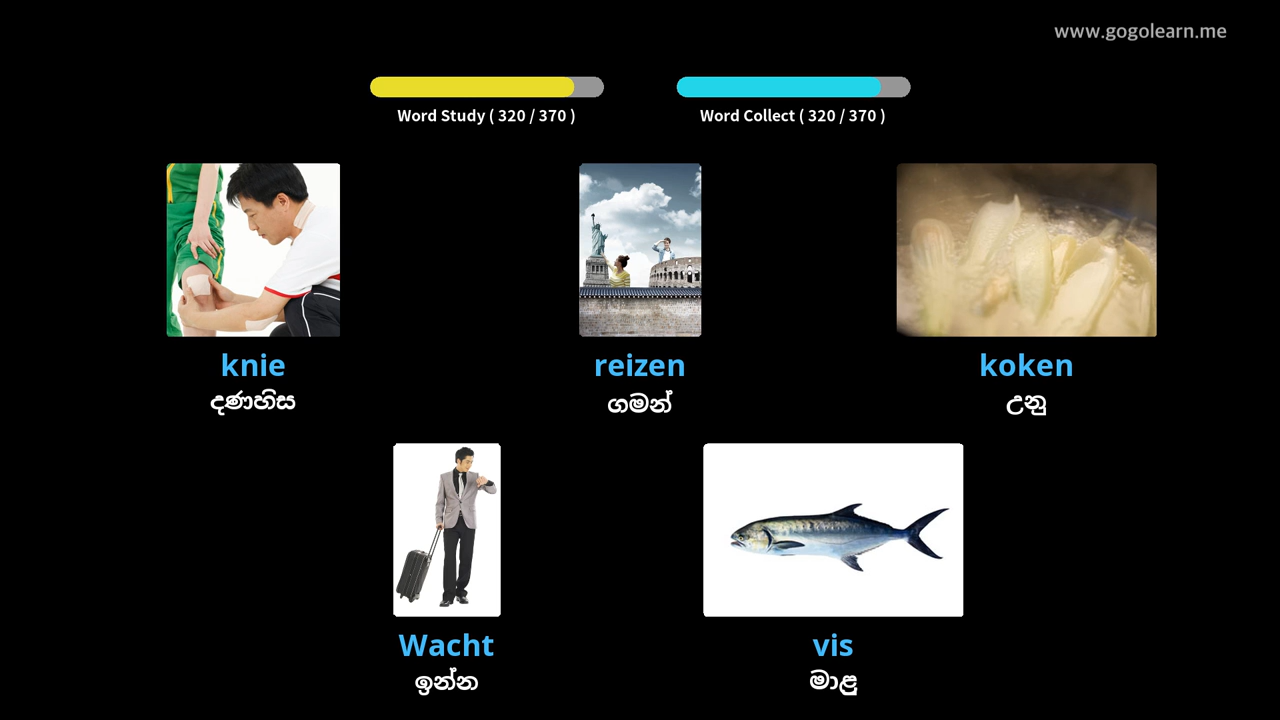 www.gogolearn.me
Word Study ( 320 / 370 )
Word Collect ( 320 / 370 )
knie
දණහිස
reizen
ගමන්
koken
උනු
Wacht
ඉන්න
vis
මාළු